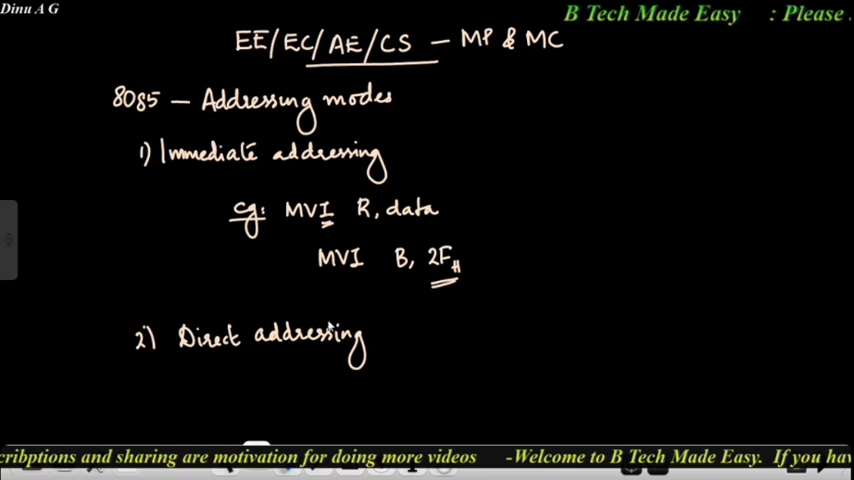 Dinu A G
B Tech Made Easy : Please
EE/EC/AE/CS - MP & MC
8085 - Addressing modes
1) Immediate addressing
eg: MVI R, data
MVI B, 2FH
2) Direct addressing
cribptions and sharing are motivation for doing more videos -Welcome to B Tech Made Easy. If you hav